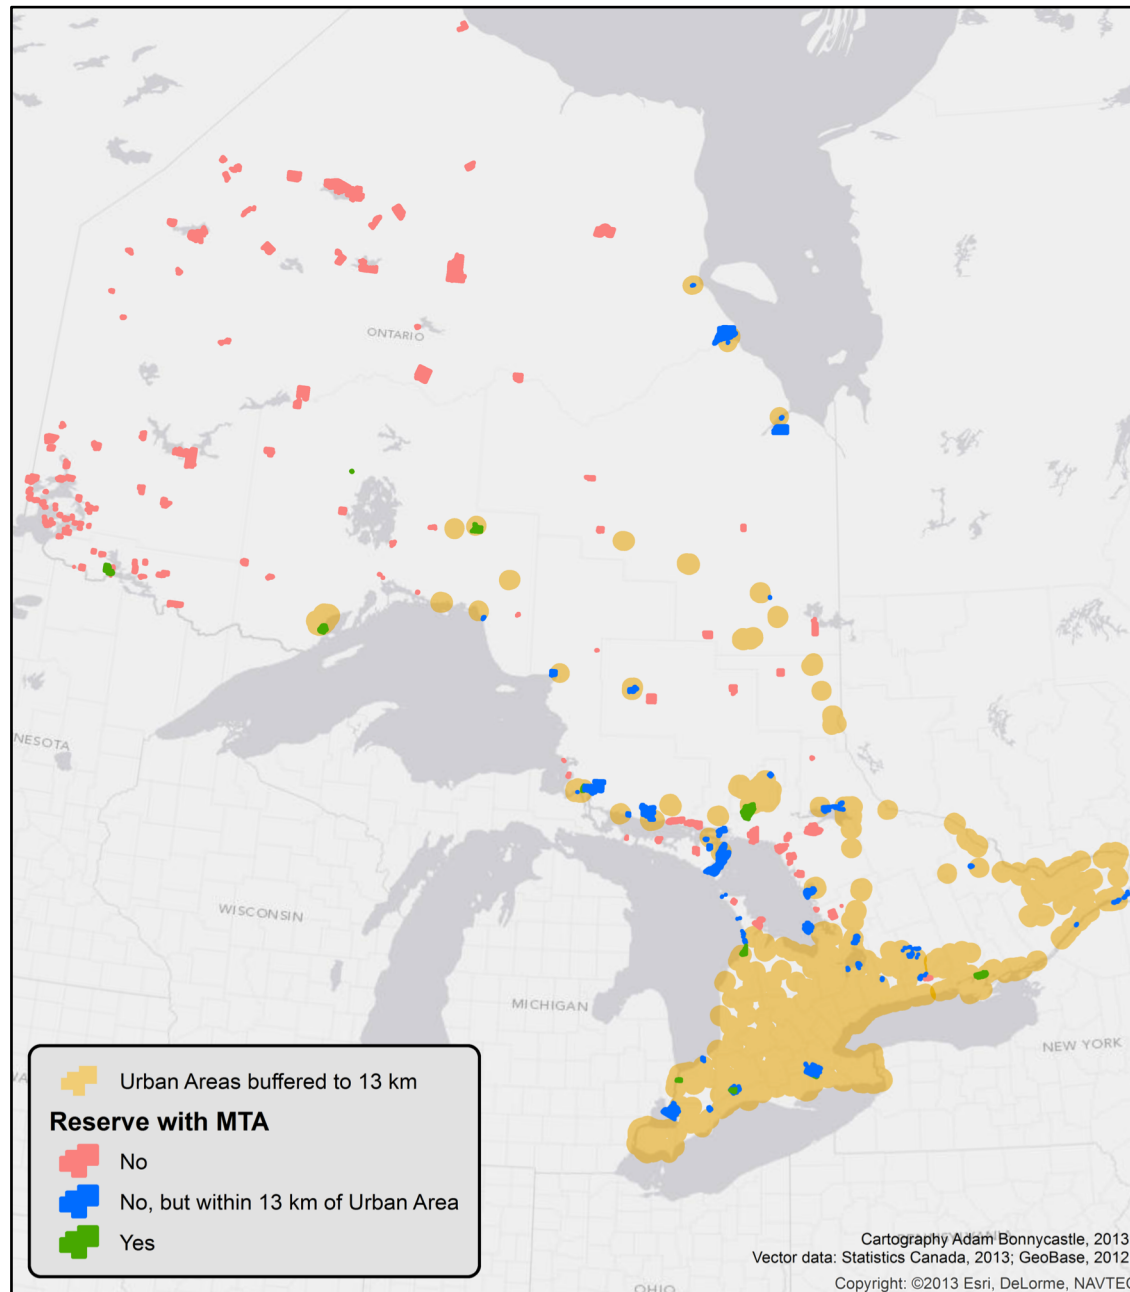 ONTARIO
NESOTA
WISCONSIN
MICHIGAN
NEW YORK
Urban Areas buffered to 13 km
Reserve with MTA
No
No, but within 13 km of Urban Area
Yes
Cartography Adam Bonnycastle, 2013
Vector data: Statistics Canada, 2013; GeoBase, 2012
Copyright: ©2013 Esri, DeLorme, NAVTEC
OHIO